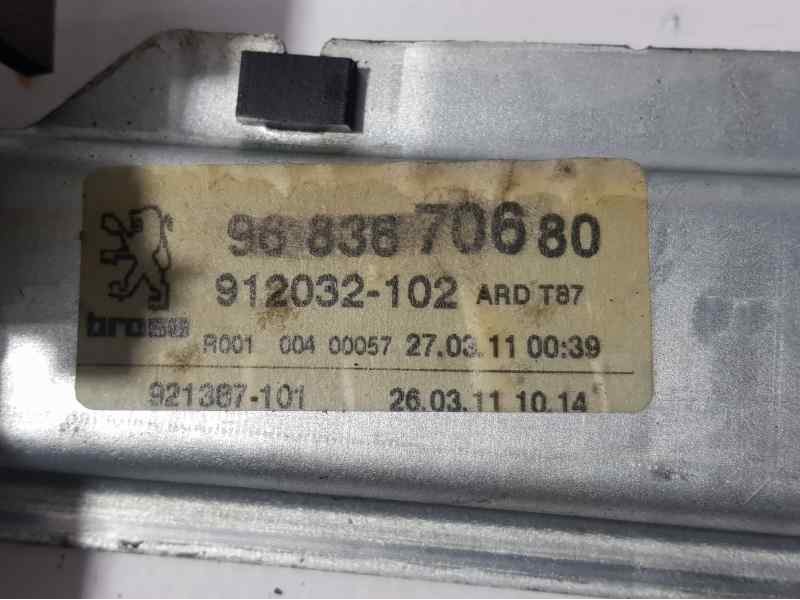 96 836 706 80
912032-102 ARD T87
brose
R001 004 00057 27.03.11 00:39
921367-101 26.03.11 10.14